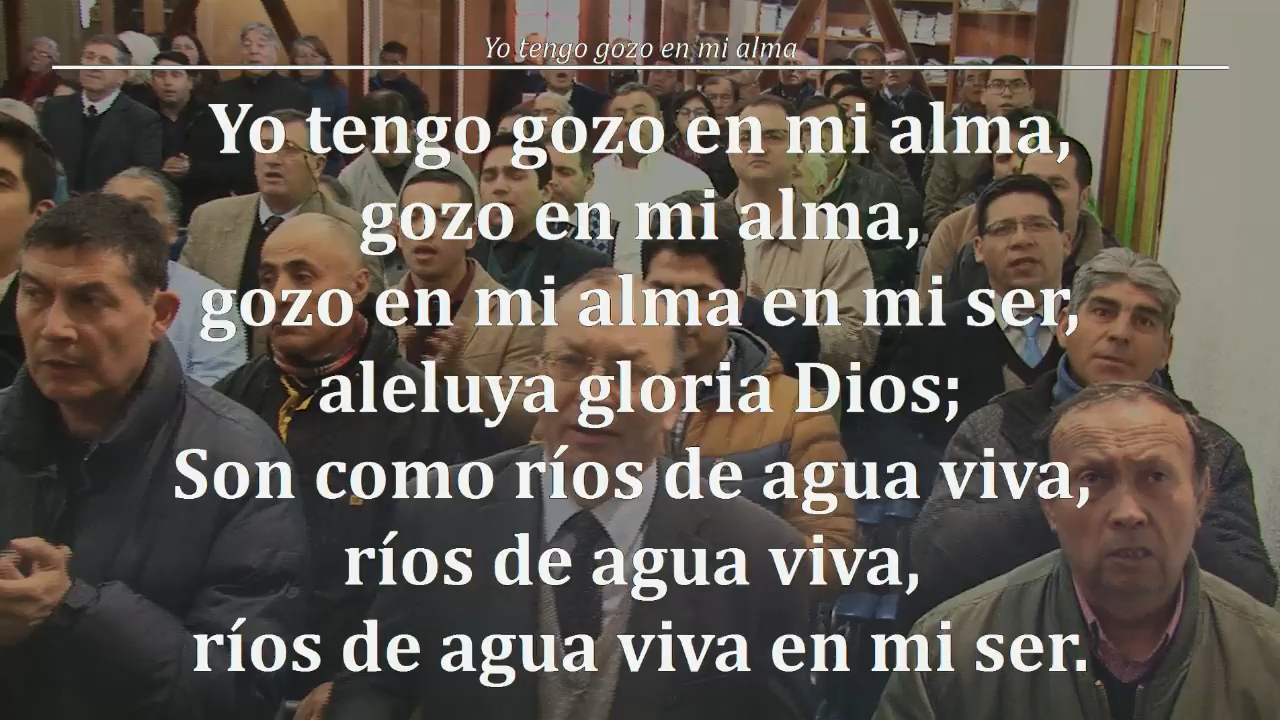 Yo tengo gozo en mi alma
Yo tengo gozo en mi alma,
gozo en mi alma,
gozo en mi alma en mi ser,
aleluya gloria Dios;
Son como ríos de agua viva,
ríos de agua viva,
ríos de agua viva en mi ser.